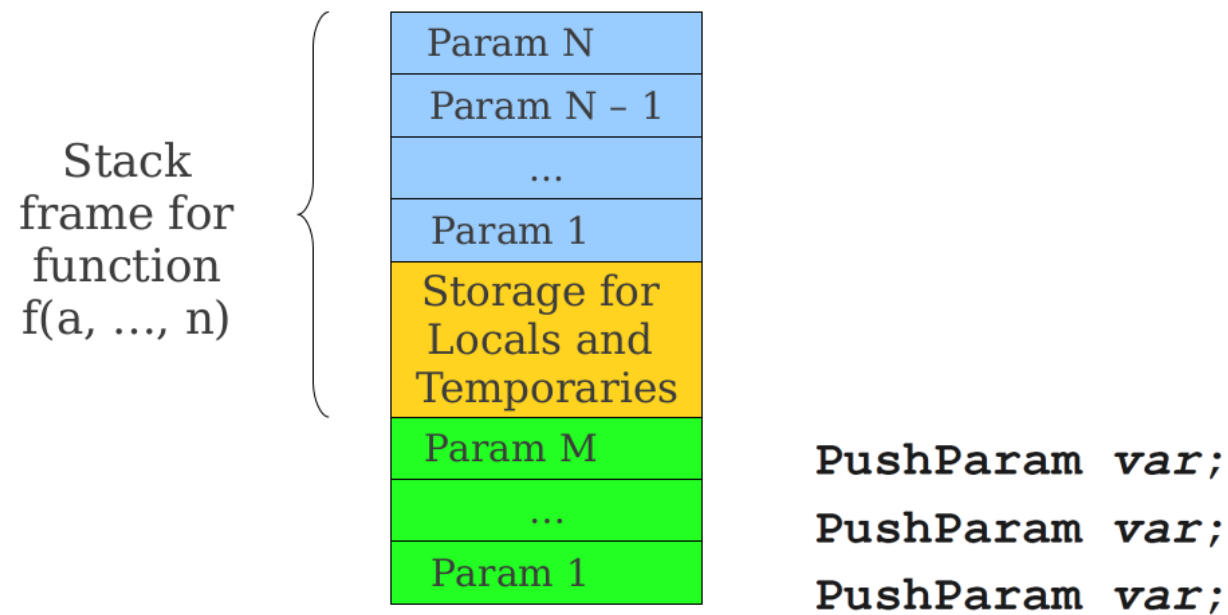 Stack
frame for
function
f(a, …, n)
Param N
Param N – 1
...
Param 1
Storage for
Locals and
Temporaries
Param M
...
Param 1
PushParam var;
PushParam var;
PushParam var;